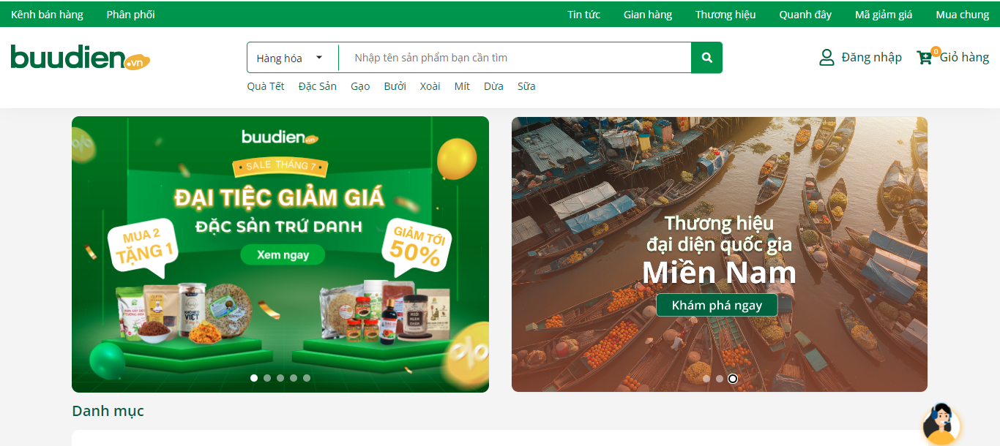 Kênh bán hàng Phân phối Tin tức Gian hàng Thương hiệu Quanh đây Mã giảm giá Mua chung
buudien.vn
Hàng hóa Nhập tên sản phẩm bạn cần tìm
Đăng nhập 0 Giỏ hàng
Quà Tết Đặc Sản Gạo Bưởi Xoài Mít Dừa Sữa
buudien.vn
SALE THÁNG 7
ĐẠI TIỆC GIẢM GIÁ
ĐẶC SẢN TRỨ DANH
MUA 2
TẶNG 1
GIẢM TỚI
50%
Xem ngay
%
%
VIỆT
Thương hiệu
đại diện quốc gia
Miền Nam
Khám phá ngay
Danh mục